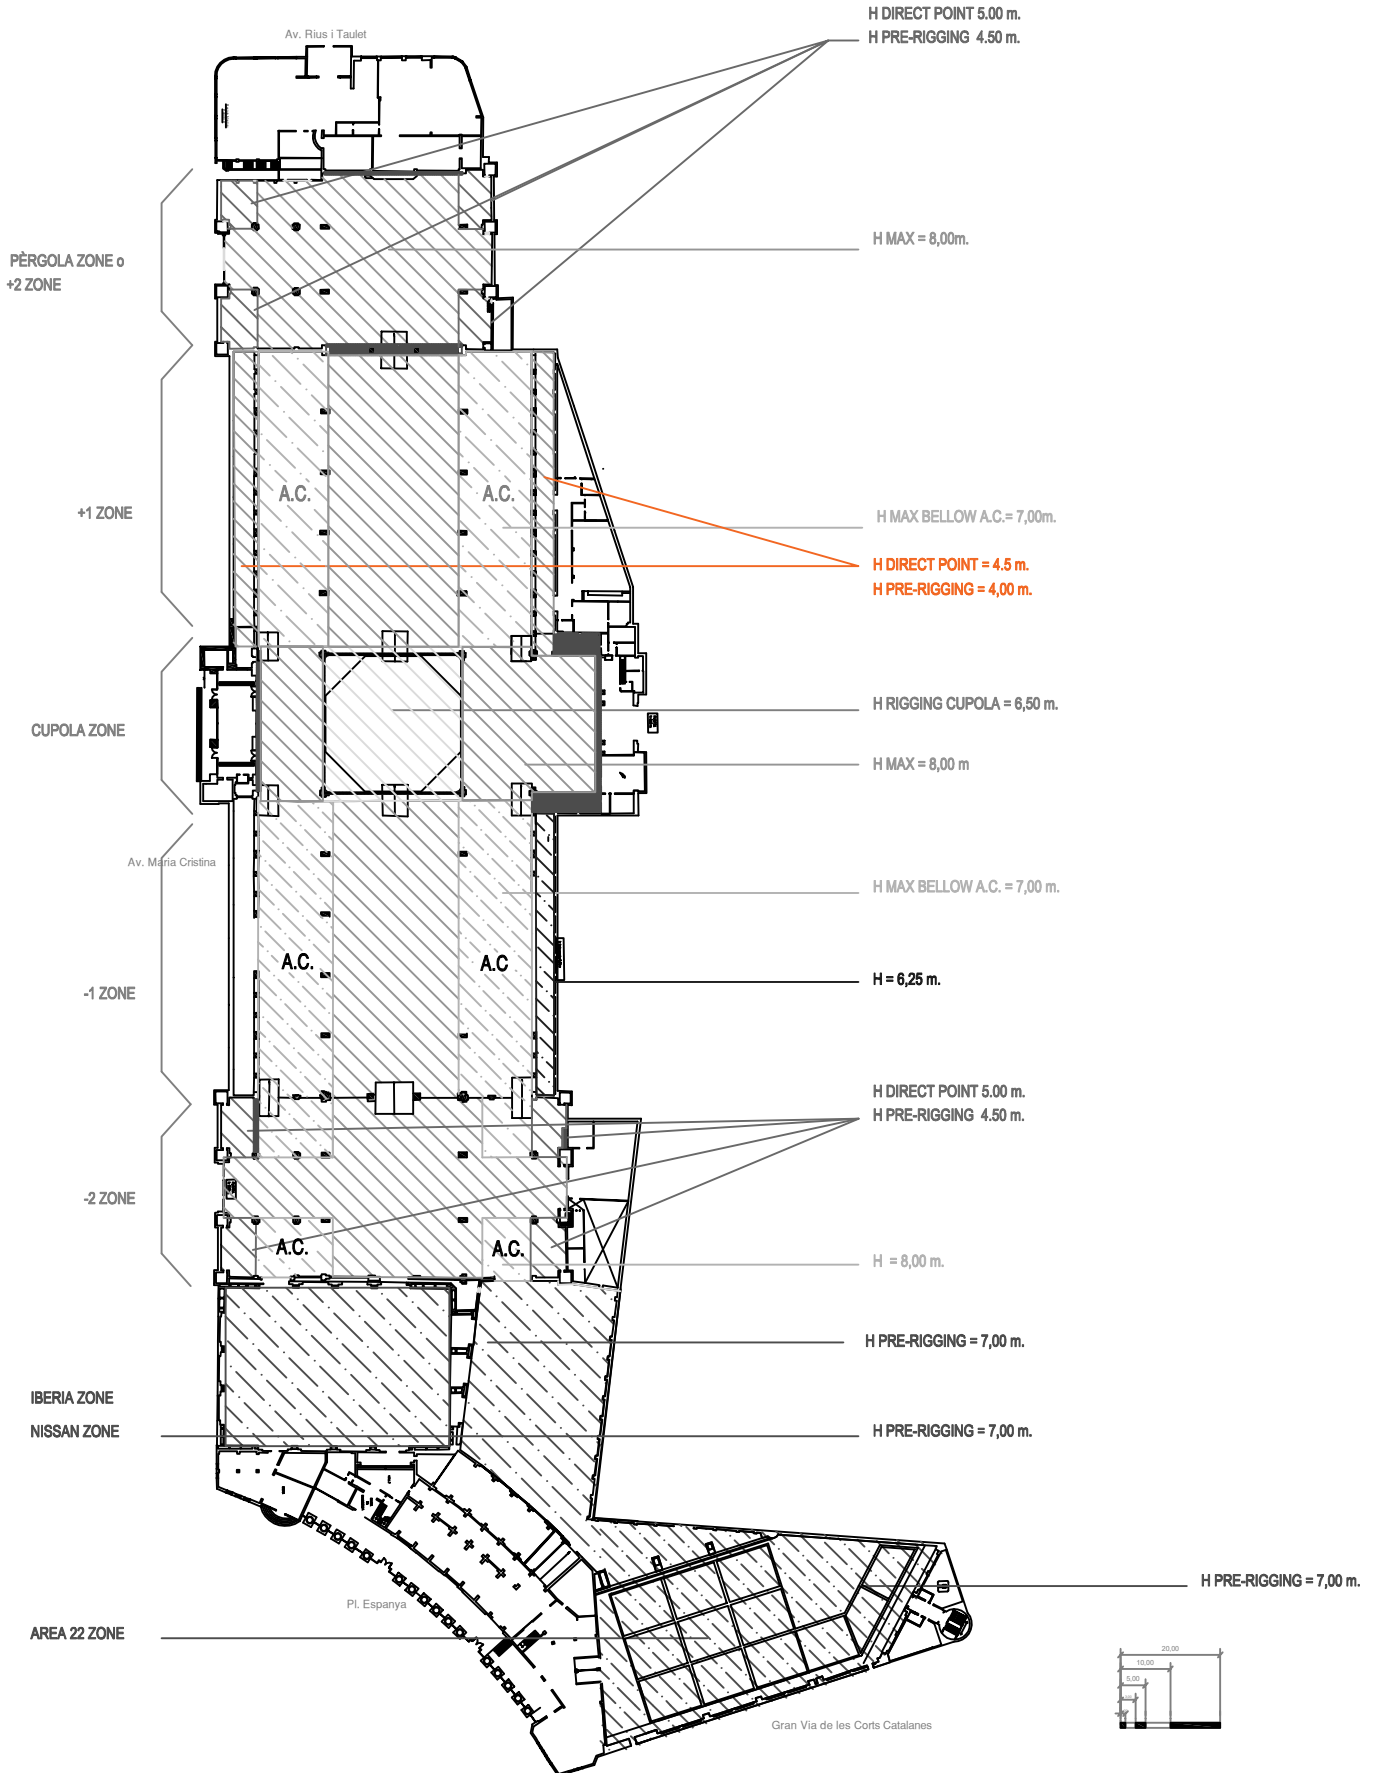 H DIRECT POINT 5.00 m.
Av. Rius i Taulet
H PRE-RIGGING 4.50 m.
H MAX = 8,00m.
PÈRGOLA ZONE o
+2 ZONE
A.C.
A.C.
+1 ZONE
H MAX BELLOW A.C.= 7,00m.
H DIRECT POINT = 4.5 m.
H PRE-RIGGING = 4,00 m.
H RIGGING CUPOLA = 6,50 m.
CUPOLA ZONE
H MAX = 8,00 m
Av. Maria Cristina
H MAX BELLOW A.C. = 7,00 m.
A.C.
A.C
H = 6,25 m.
-1 ZONE
H DIRECT POINT 5.00 m.
H PRE-RIGGING 4.50 m.
-2 ZONE
A.C.
A.C.
H = 8,00 m.
H PRE-RIGGING = 7,00 m.
IBERIA ZONE
NISSAN ZONE
H PRE-RIGGING = 7,00 m.
H PRE-RIGGING = 7,00 m.
Pl. Espanya
AREA 22 ZONE
20,00
10,00
5,00
Gran Via de les Corts Catalanes